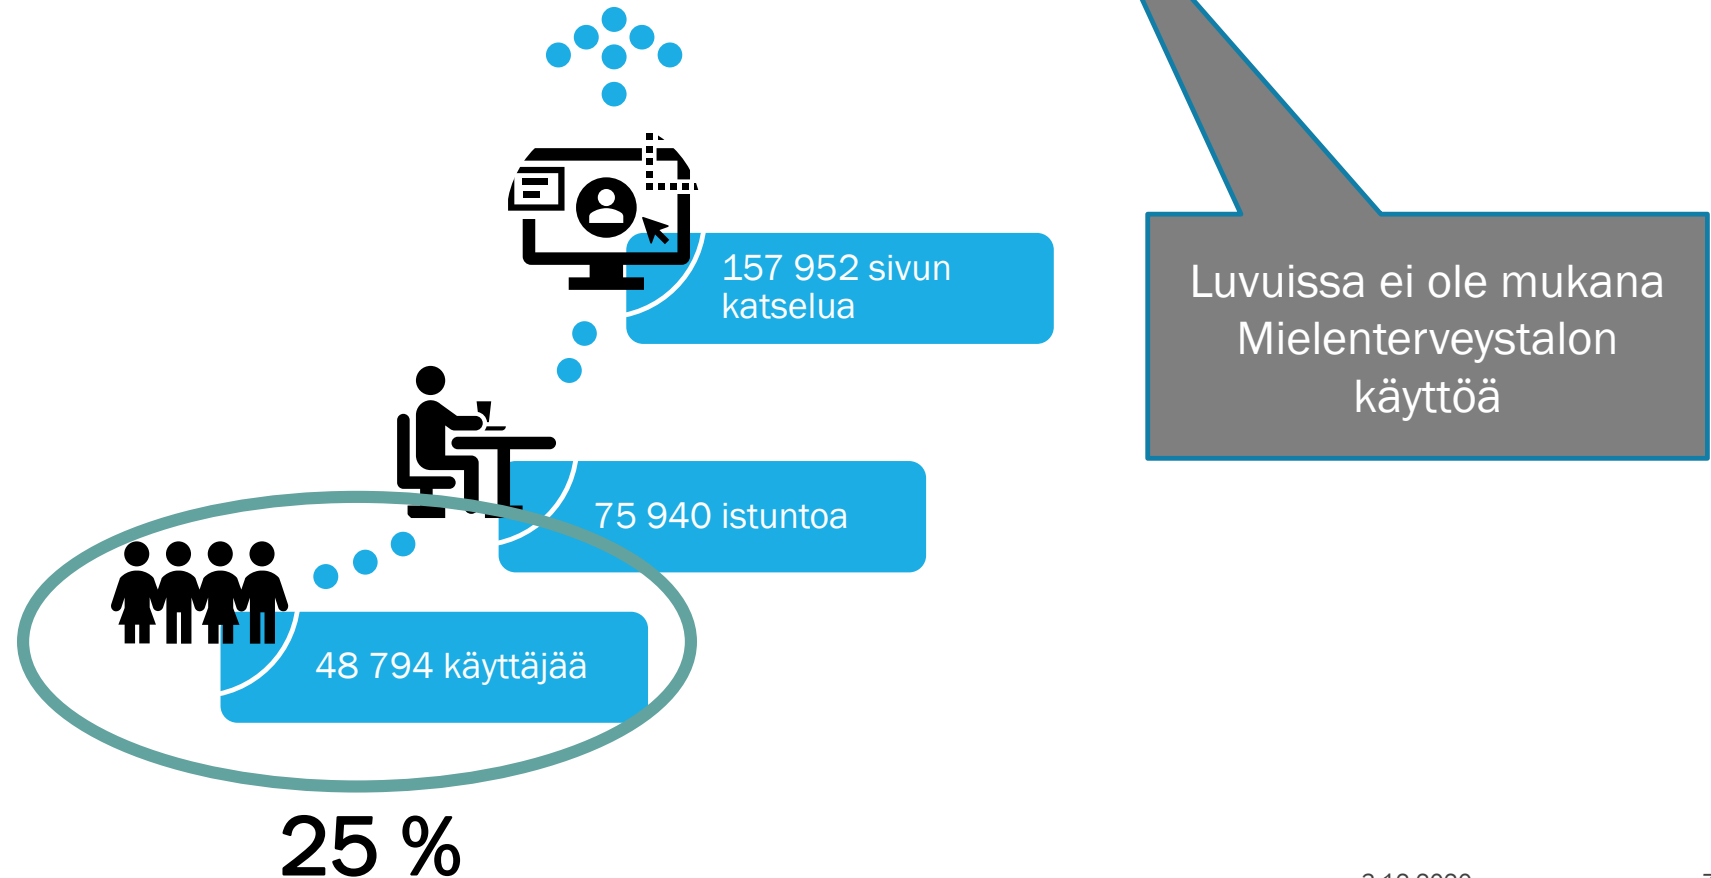 157 952 sivun
katselua
Luvuissa ei ole mukana
Mielenterveystalon
käyttöä
75 940 istuntoa
48 794 käyttäjää
25 %